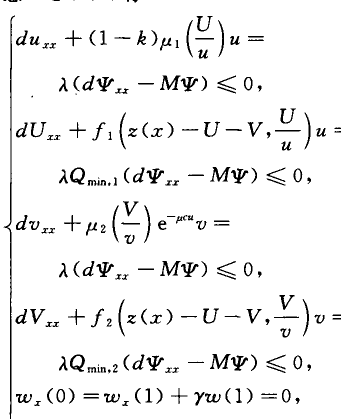 du_{xx} + (1 - k)μ_1(U/u)u =
λ(dΨ_{xx} - MΨ) ≤ 0,
dU_{xx} + f_1(z(x) - U - V, U/u)u =
λQ_{min,1}(dΨ_{xx} - MΨ) ≤ 0,
dv_{xx} + μ_2(V/v)e^{-μcu}v =
λ(dΨ_{xx} - MΨ) ≤ 0,
dV_{xx} + f_2(z(x) - U - V, V/v)v =
λQ_{min,2}(dΨ_{xx} - MΨ) ≤ 0,
w_x(0) = w_x(1) + γw(1) = 0,